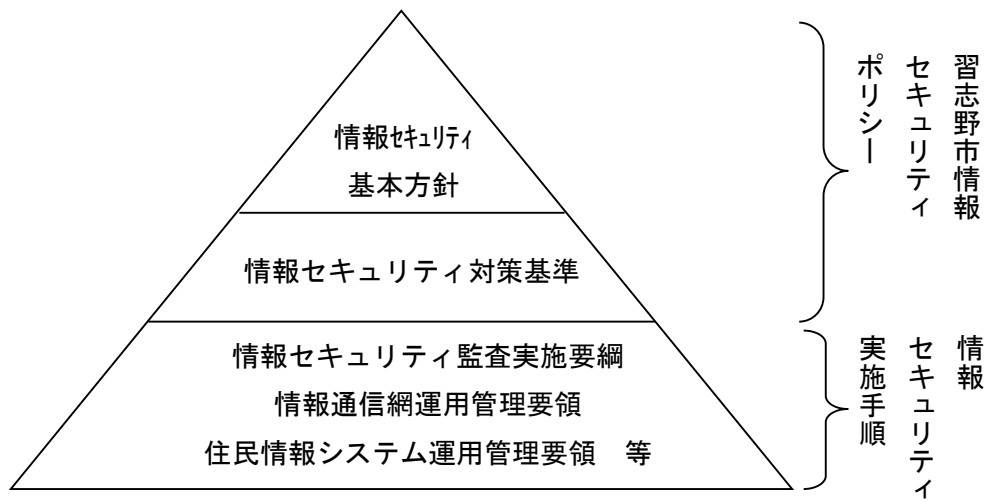 情報セキュリティ
基本方針
情報セキュリティ対策基準
情報セキュリティ監査実施要綱
情報通信網運用管理要領
住民情報システム運用管理要領　等
習志野市情報
セキュリティ
ポリシー
情報
セキュリティ
実施手順